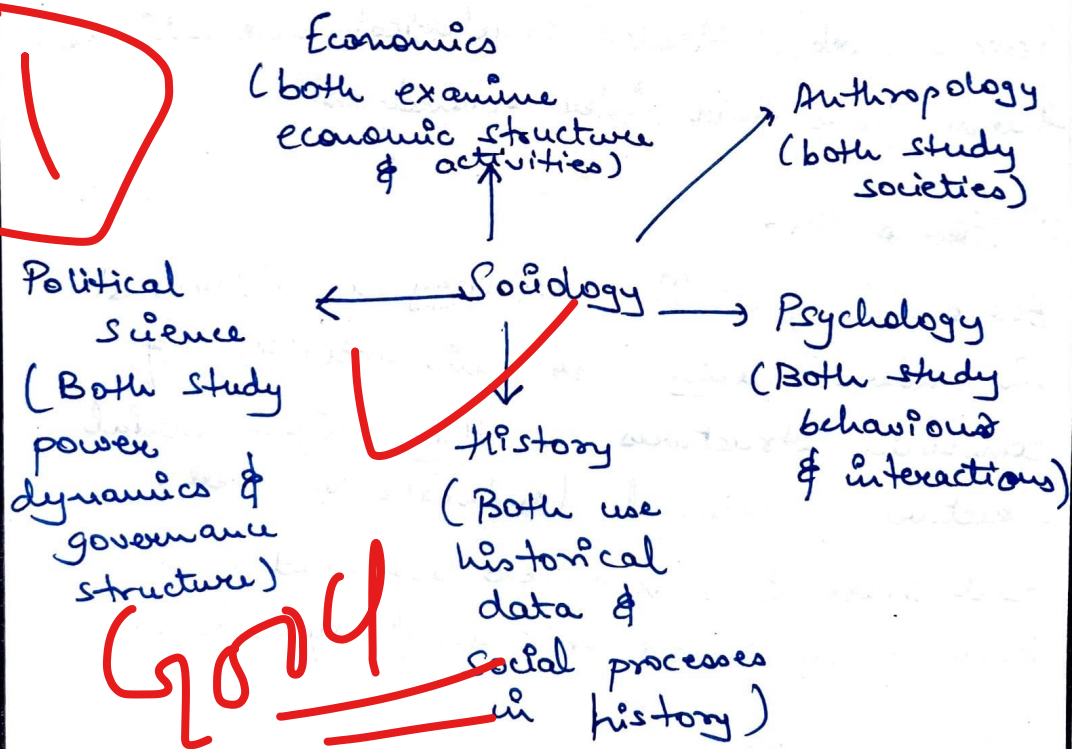 Economics
(both examine
economic structure
& activities)
Anthropology
(both study
societies)
Political
Science
(Both study
power
dynamics &
governance
structure)
Sociology
Psychology
(Both study
behaviour
& interactions)
History
(Both use
historical
data &
social processes
in history)
1
Good